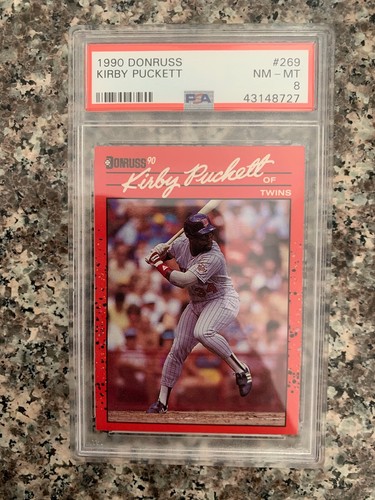 1990 DONRUSS #269
KIRBY PUCKETT NM - MT
8
PSA 43148727
DONRUSS 90
Kirby Puckett
OF
TWINS